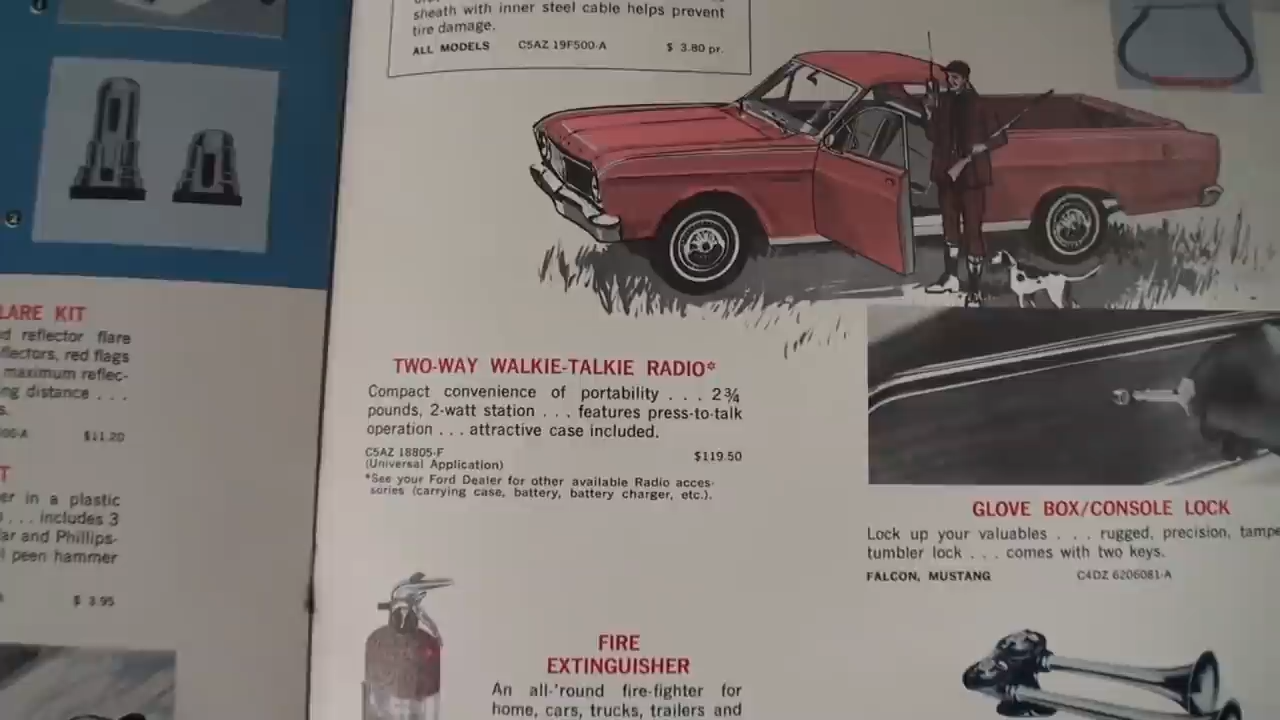 2
LARE KIT
d reflector flare
flectors, red flags
maximum reflec-
ng distance . . .
s.
00-A $11.20
T
er in a plastic
. . . includes 3
ar and Phillips-
l peen hammer
$ 3.95
sheath with inner steel cable helps prevent
tire damage.
ALL MODELS C5AZ 19F500-A $ 3.80 pr.
TWO-WAY WALKIE-TALKIE RADIO*
Compact convenience of portability . . . 2¾
pounds, 2-watt station . . . features press-to-talk
operation . . . attractive case included.
C5AZ 18805-F $119.50
(Universal Application)
*See your Ford Dealer for other available Radio acces-
sories (carrying case, battery, battery charger, etc.).
FIRE
EXTINGUISHER
An all-'round fire-fighter for
home, cars, trucks, trailers and
GLOVE BOX/CONSOLE LOCK
Lock up your valuables . . . rugged, precision, tampe
tumbler lock . . . comes with two keys.
FALCON, MUSTANG C4DZ 6206081-A